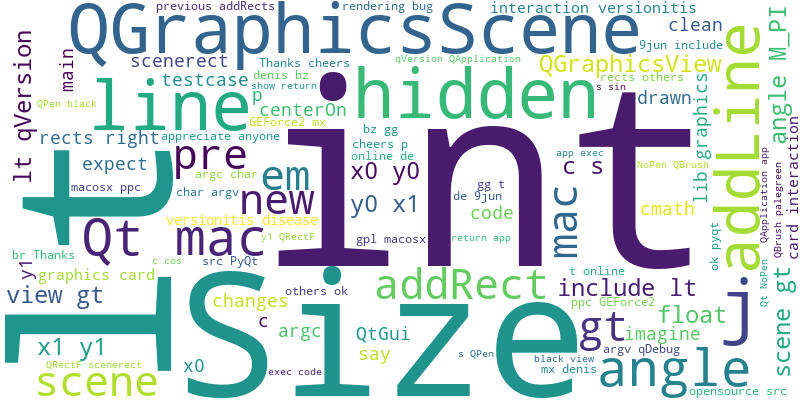 previous addRects
rendering bug
interaction versionitis
QGraphicsScene
clean
scenerect
Thanks cheers
qVersion QApplication
9jun include
main
lt qVersion
testcase
denis bz
show return
QGraphicsView
rects others
s sin
angle M_PI
QPen black
line
p
centerOn
hidden
drawn
lib graphics
addLine
GEForce2 mx
rects right
appreciate anyone
bz gg
cheers p
online de
int
app exec
expect
pre
em
x0 y0
c s
NoPen QBrush
argc char
macosx ppc
char argv
new
y0 x1
de 9jun
gg t
code
mac
cmath
QApplication app
QBrush palegreen
card interaction
t
versionitis disease
Qt mac
y1 QRectF
gpl macosx
return app
ok pyqt
br Thanks
c cos
src PyQt
include lt
t online
y1
graphics card
l
Size
others ok
addRect
ppc GEForce2
gt
float
j
Qt NoPen
scene gt
view gt
changes
c
argc
QtGui
imagine
x1 y1
say
s QPen
argv qDebug
black view
QRectF scenerect
x0
exec code
mx denis
angle
scene
opensource src